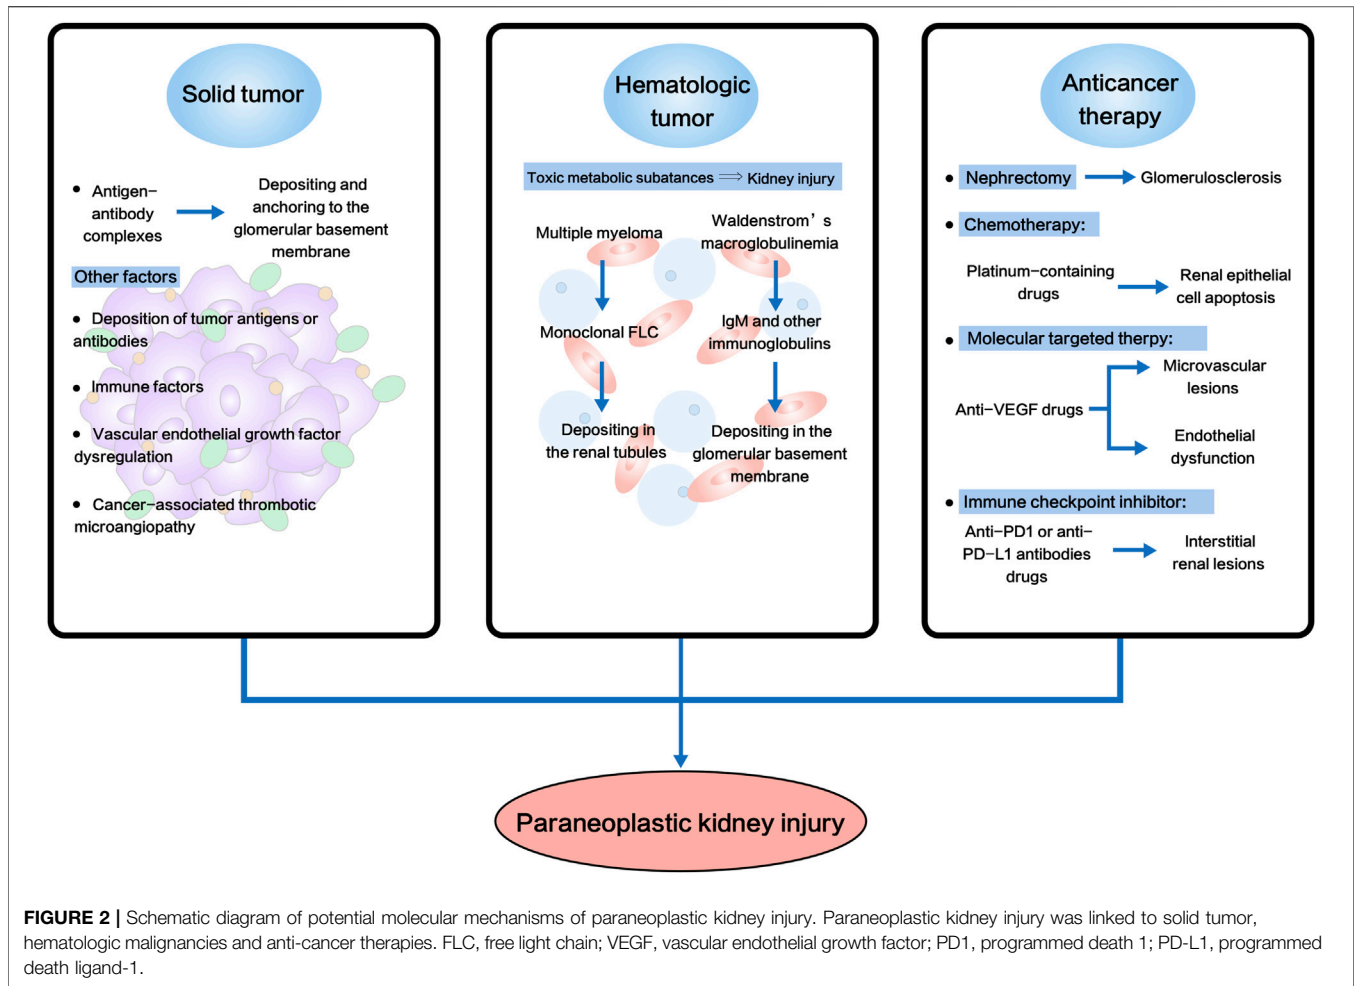 Solid tumor
Antigen-
antibody
complexes
Depositing and
anchoring to the
glomerular basement
membrane
Other factors
Deposition of tumor antigens or
antibodies
Immune factors
Vascular endothelial growth factor
dysregulation
Cancer-associated thrombotic
microangiopathy
Hematologic
tumor
Toxic metabolic subatances ⟹ Kidney injury
Multiple myeloma
Monoclonal FLC
Depositing in
the renal tubules
Waldenstrom's
macroglobulinemia
IgM and other
immunoglobulins
Depositing in the
glomerular basement
membrane
Anticancer
therapy
Nephrectomy
Glomerulosclerosis
Chemotherapy:
Platinum-containing
drugs
Renal epithelial
cell apoptosis
Molecular targeted therpy:
Anti-VEGF drugs
Microvascular
lesions
Endothelial
dysfunction
Immune checkpoint inhibitor:
Anti-PD1 or anti-
PD-L1 antibodies
drugs
Interstitial
renal lesions
Paraneoplastic kidney injury
FIGURE 2 | Schematic diagram of potential molecular mechanisms of paraneoplastic kidney injury. Paraneoplastic kidney injury was linked to solid tumor,
hematologic malignancies and anti-cancer therapies. FLC, free light chain; VEGF, vascular endothelial growth factor; PD1, programmed death 1; PD-L1, programmed
death ligand-1.